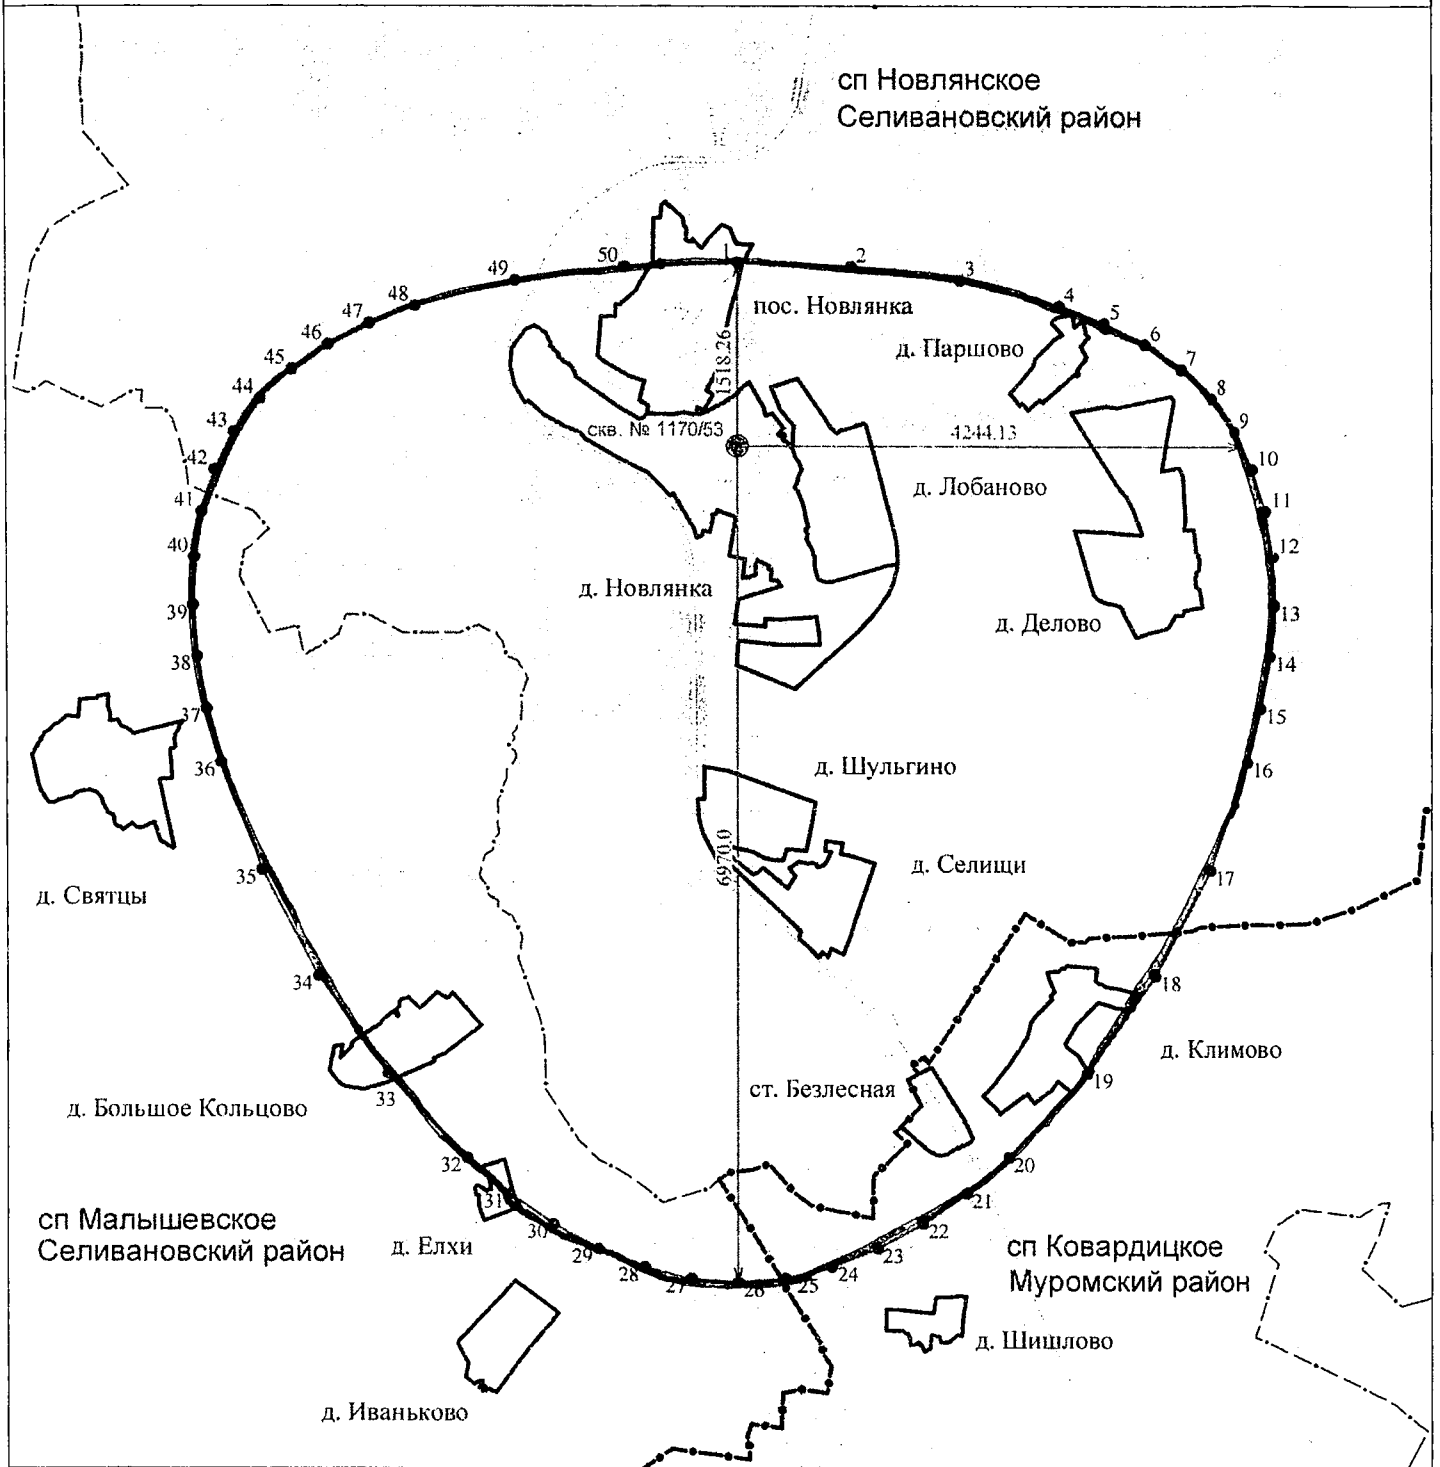 сп Новлянское
Селивановский район
1
2
3
4
5
6
7
8
9
10
11
12
13
14
15
16
17
18
19
20
21
22
23
24
25
26
27
28
29
30
31
32
33
34
35
36
37
38
39
40
41
42
43
44
45
46
47
48
49
50
пос. Новлянка
д. Паршово
1518.26
скв. № 1170/53
4244.13
д. Лобаново
д. Новлянка
д. Делово
д. Шульгино
6970.0
д. Селищи
д. Святцы
д. Климово
ст. Безлесная
д. Большое Кольцово
сп Малышевское
Селивановский район
д. Елхи
сп Ковардицкое
Муромский район
д. Шишлово
д. Иваньково